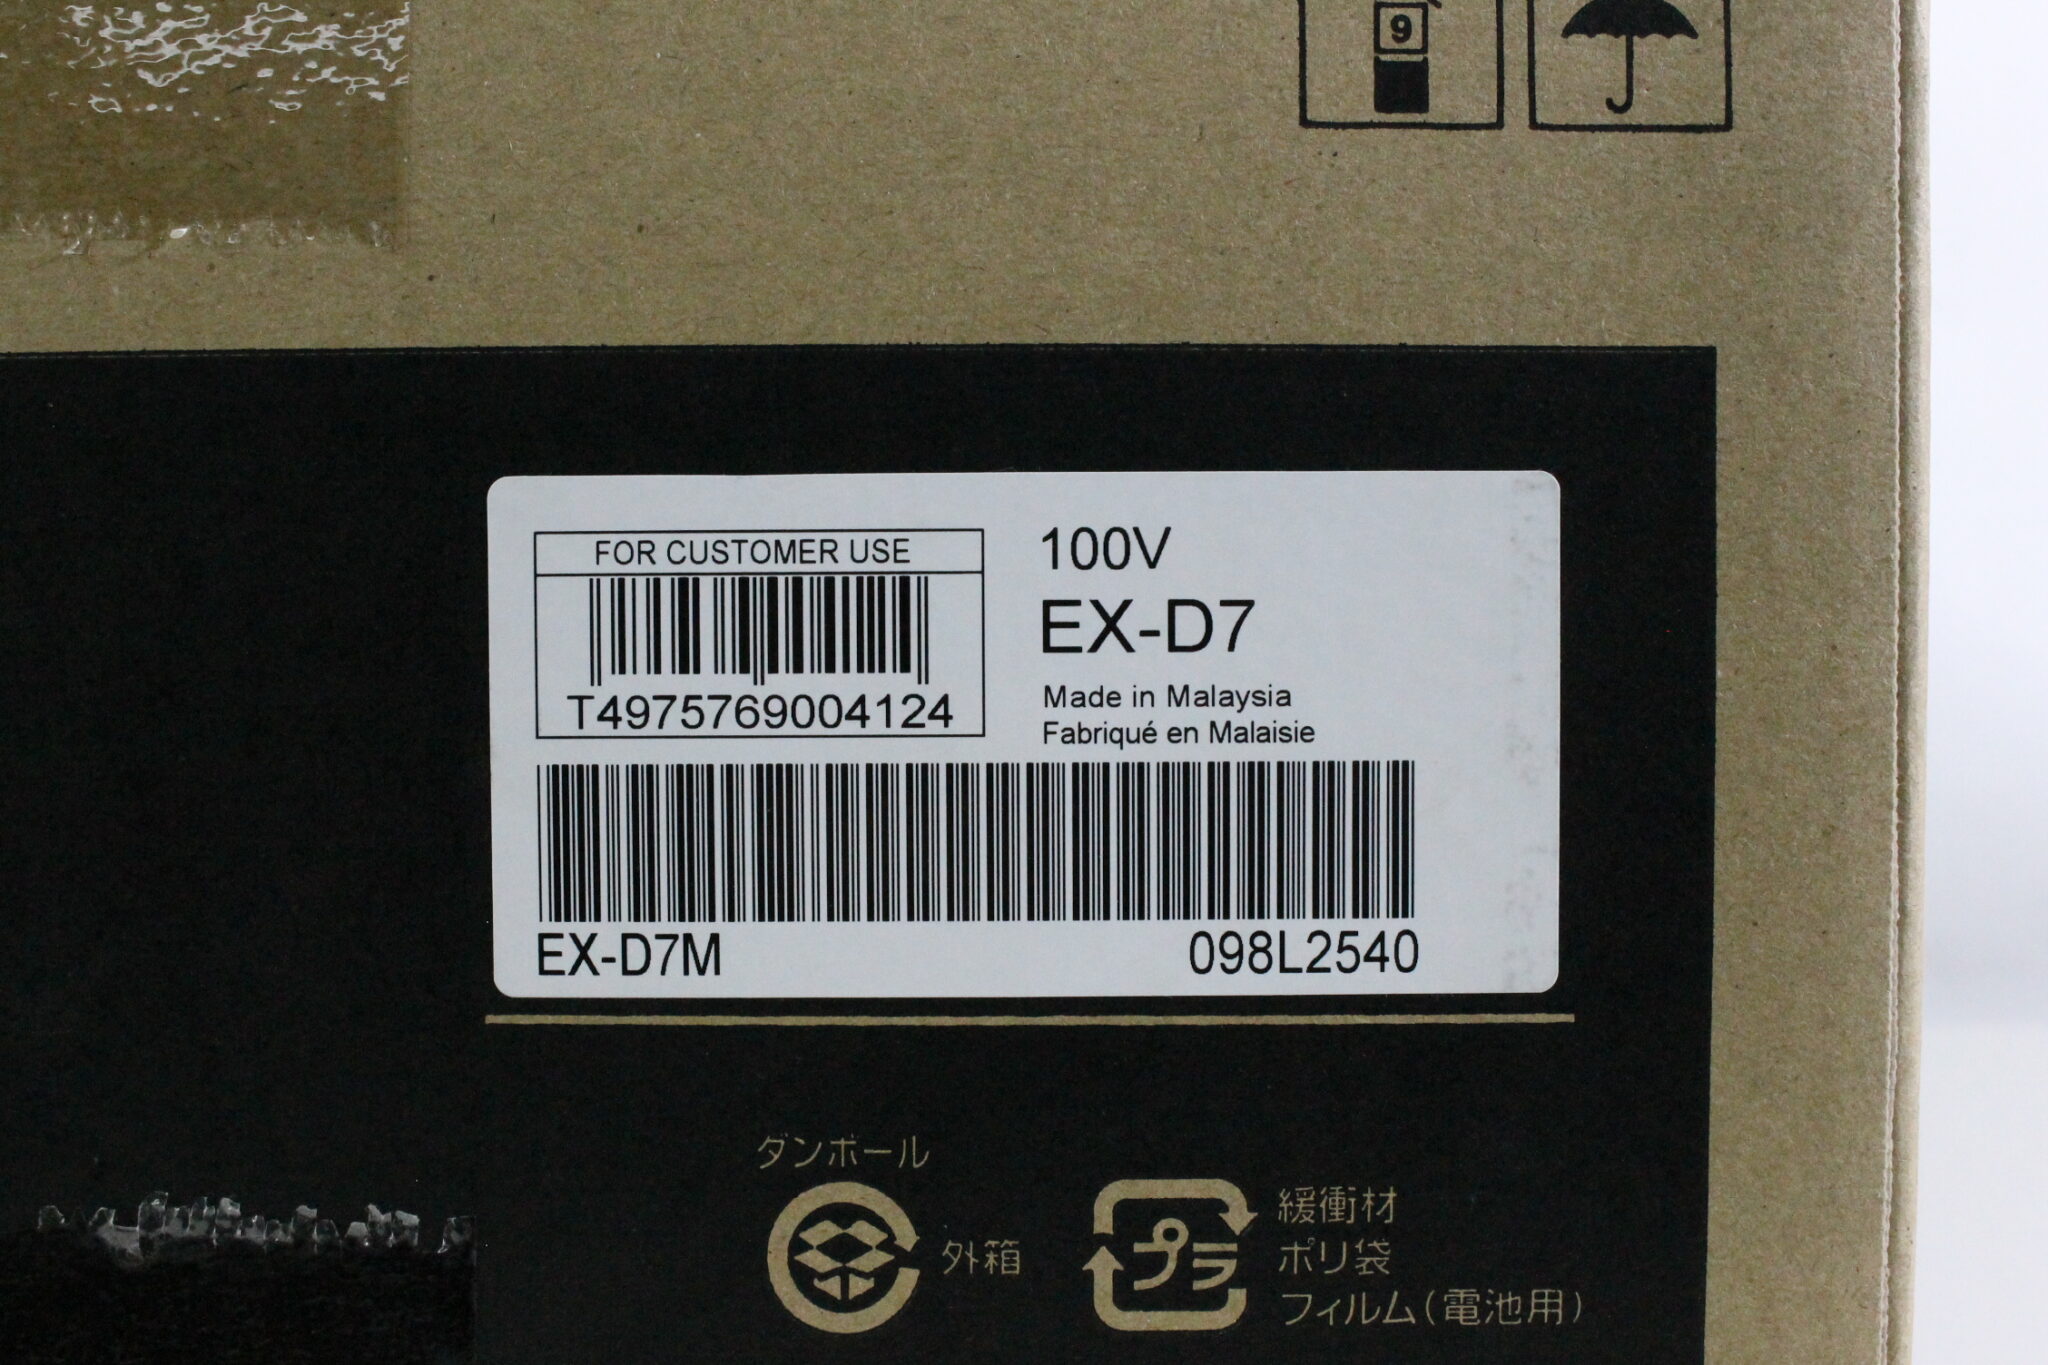 9
FOR CUSTOMER USE
T4975769004124
100V
EX-D7
Made in Malaysia
Fabriqué en Malaisie
EX-D7M
098L2540
ダンボール
外箱
プラ
緩衝材
ポリ袋
フィルム(電池用)